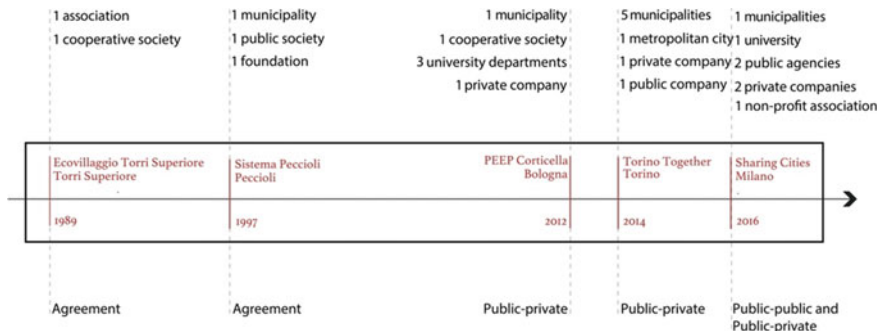 1 association
1 cooperative society
1 municipality
1 public society
1 foundation
1 municipality
1 cooperative society
3 university departments
1 private company
5 municipalities
1 metropolitan city
1 private company
1 public company
1 municipalities
1 university
2 public agencies
2 private companies
1 non-profit association
Ecovillaggio Torri Superiore
Torri Superiore
1989
Sistema Peccioli
Peccioli
1997
PEEP Corticella
Bologna
2012
Torino Together
Torino
2014
Sharing Cities
Milano
2016
Agreement
Agreement
Public-private
Public-private
Public-public and
Public-private